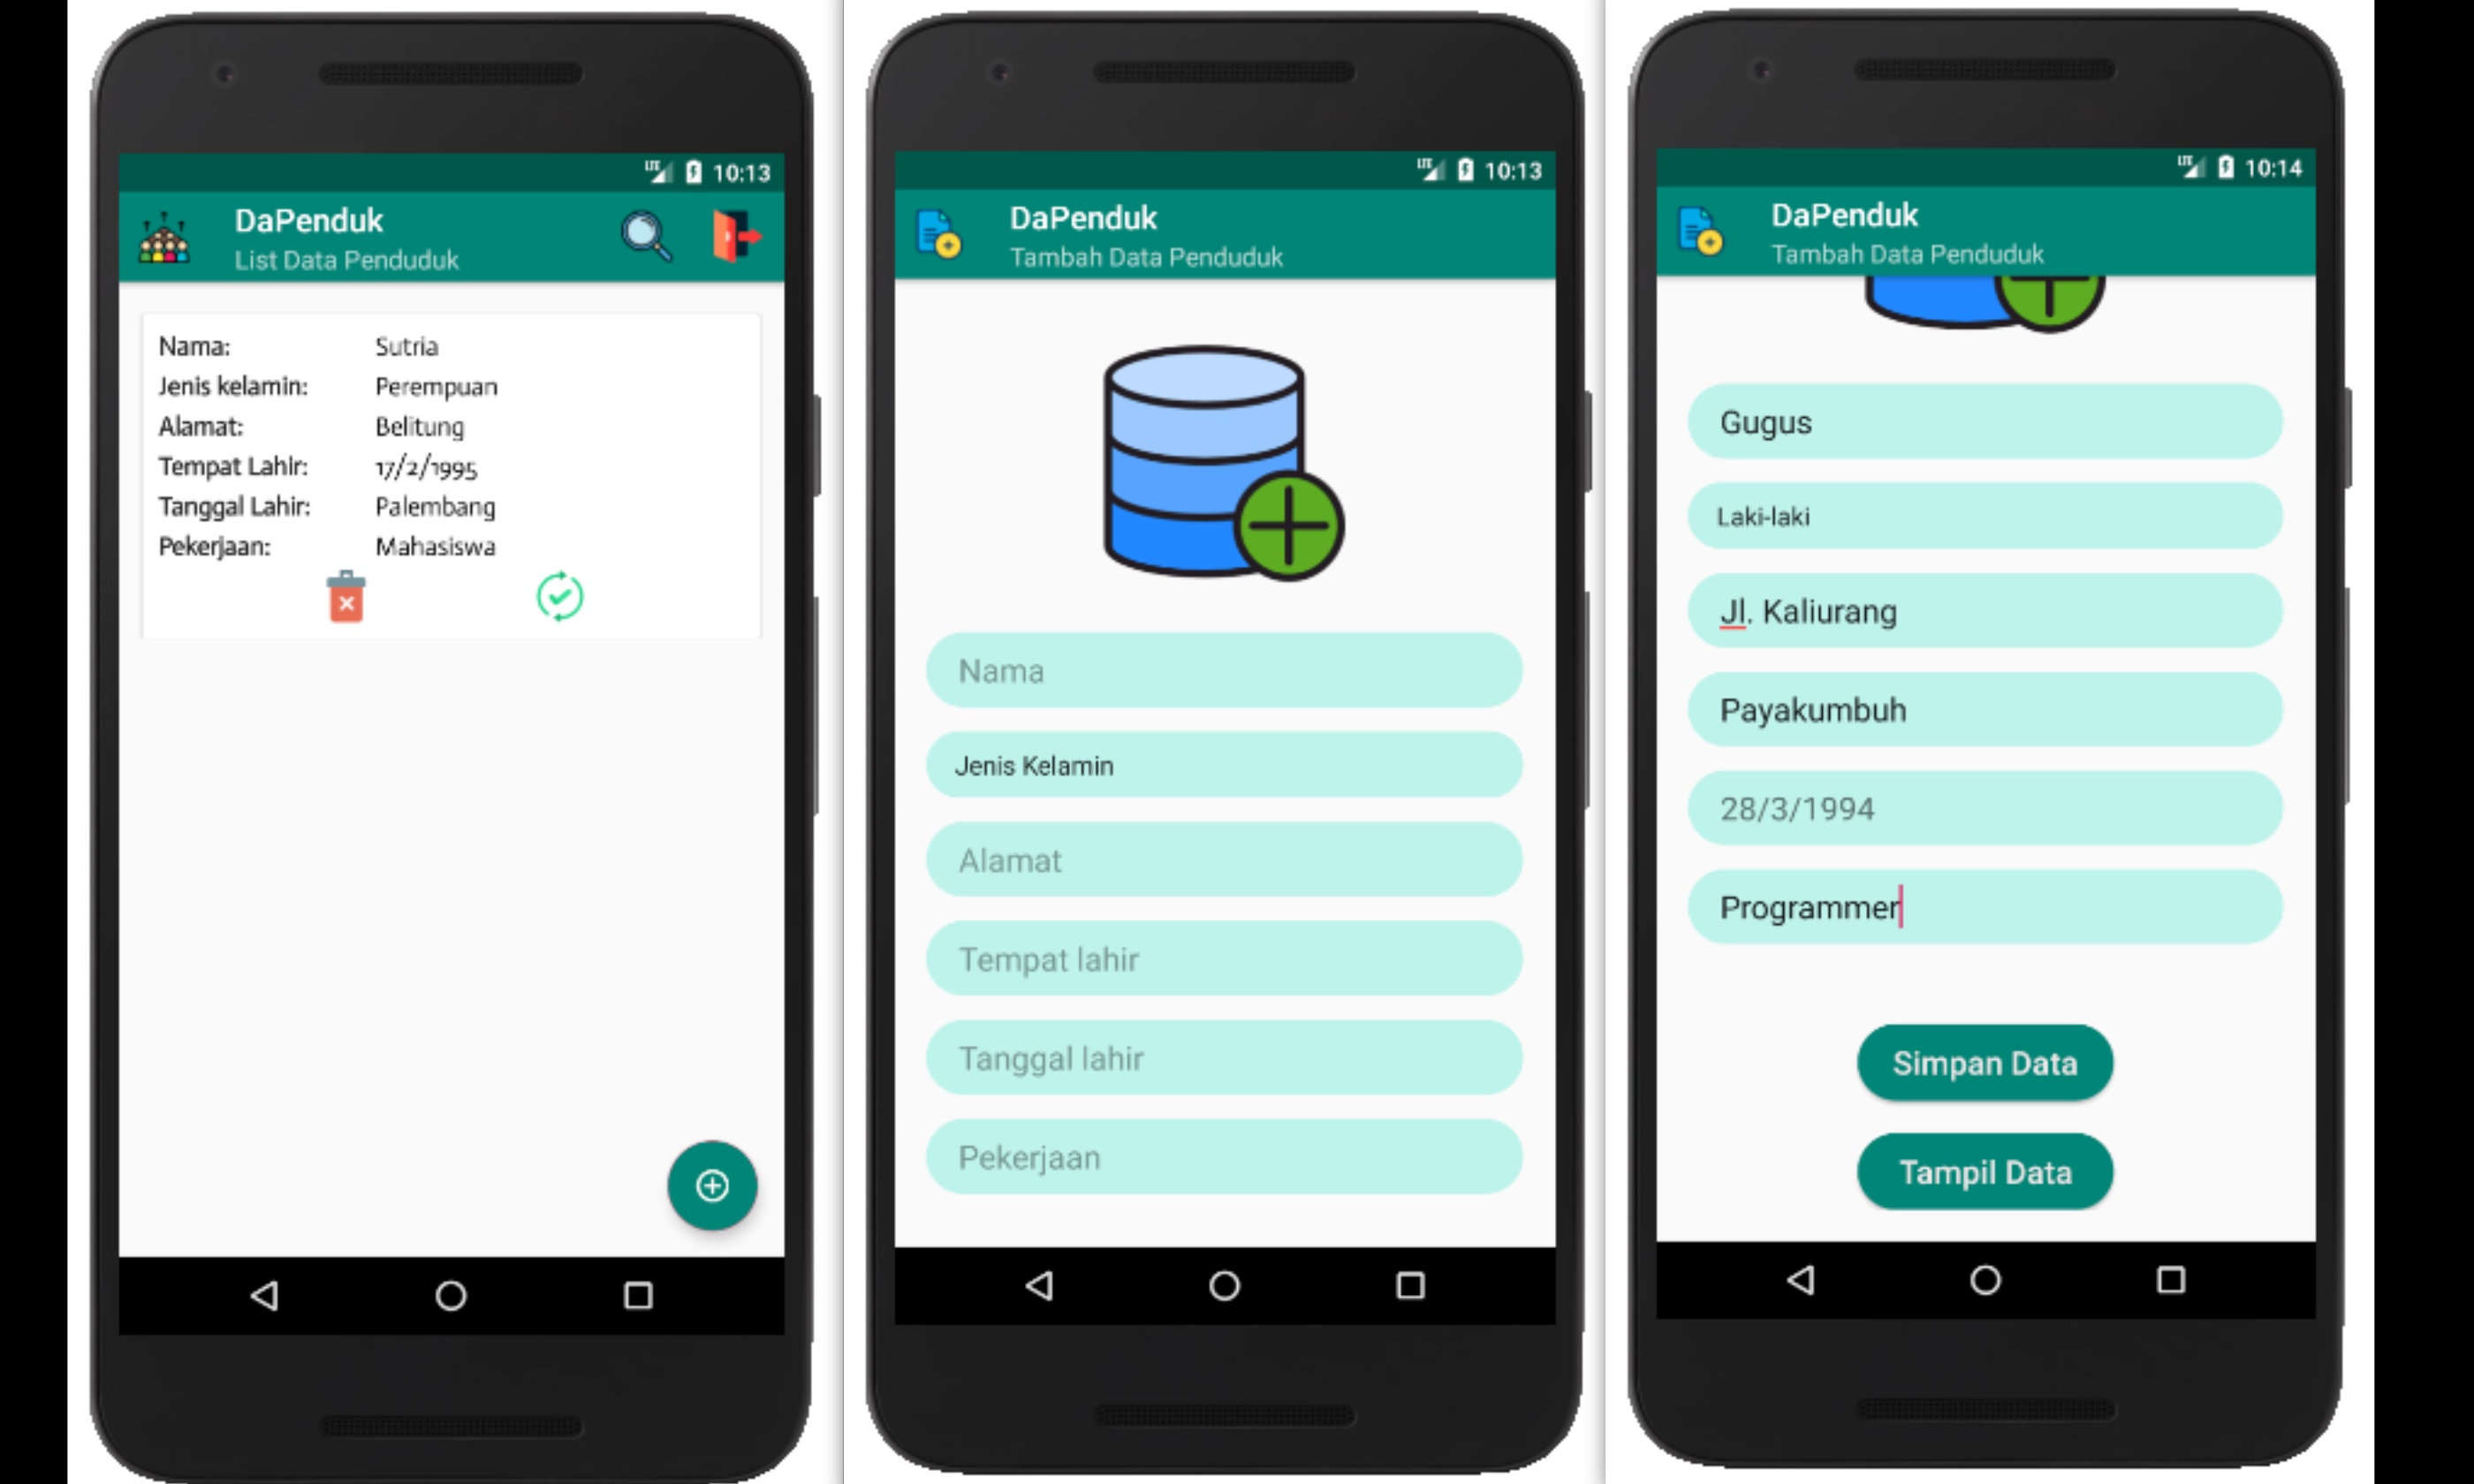 LTE 10:13
DaPenduk
List Data Penduduk
Nama: Sutria
Jenis kelamin: Perempuan
Alamat: Belitung
Tempat Lahir: 17/2/1995
Tanggal Lahir: Palembang
Pekerjaan: Mahasiswa
LTE 10:13
DaPenduk
Tambah Data Penduduk
Nama
Jenis Kelamin
Alamat
Tempat lahir
Tanggal lahir
Pekerjaan
LTE 10:14
DaPenduk
Tambah Data Penduduk
Gugus
Laki-laki
Jl. Kaliurang
Payakumbuh
28/3/1994
Programmer
Simpan Data
Tampil Data